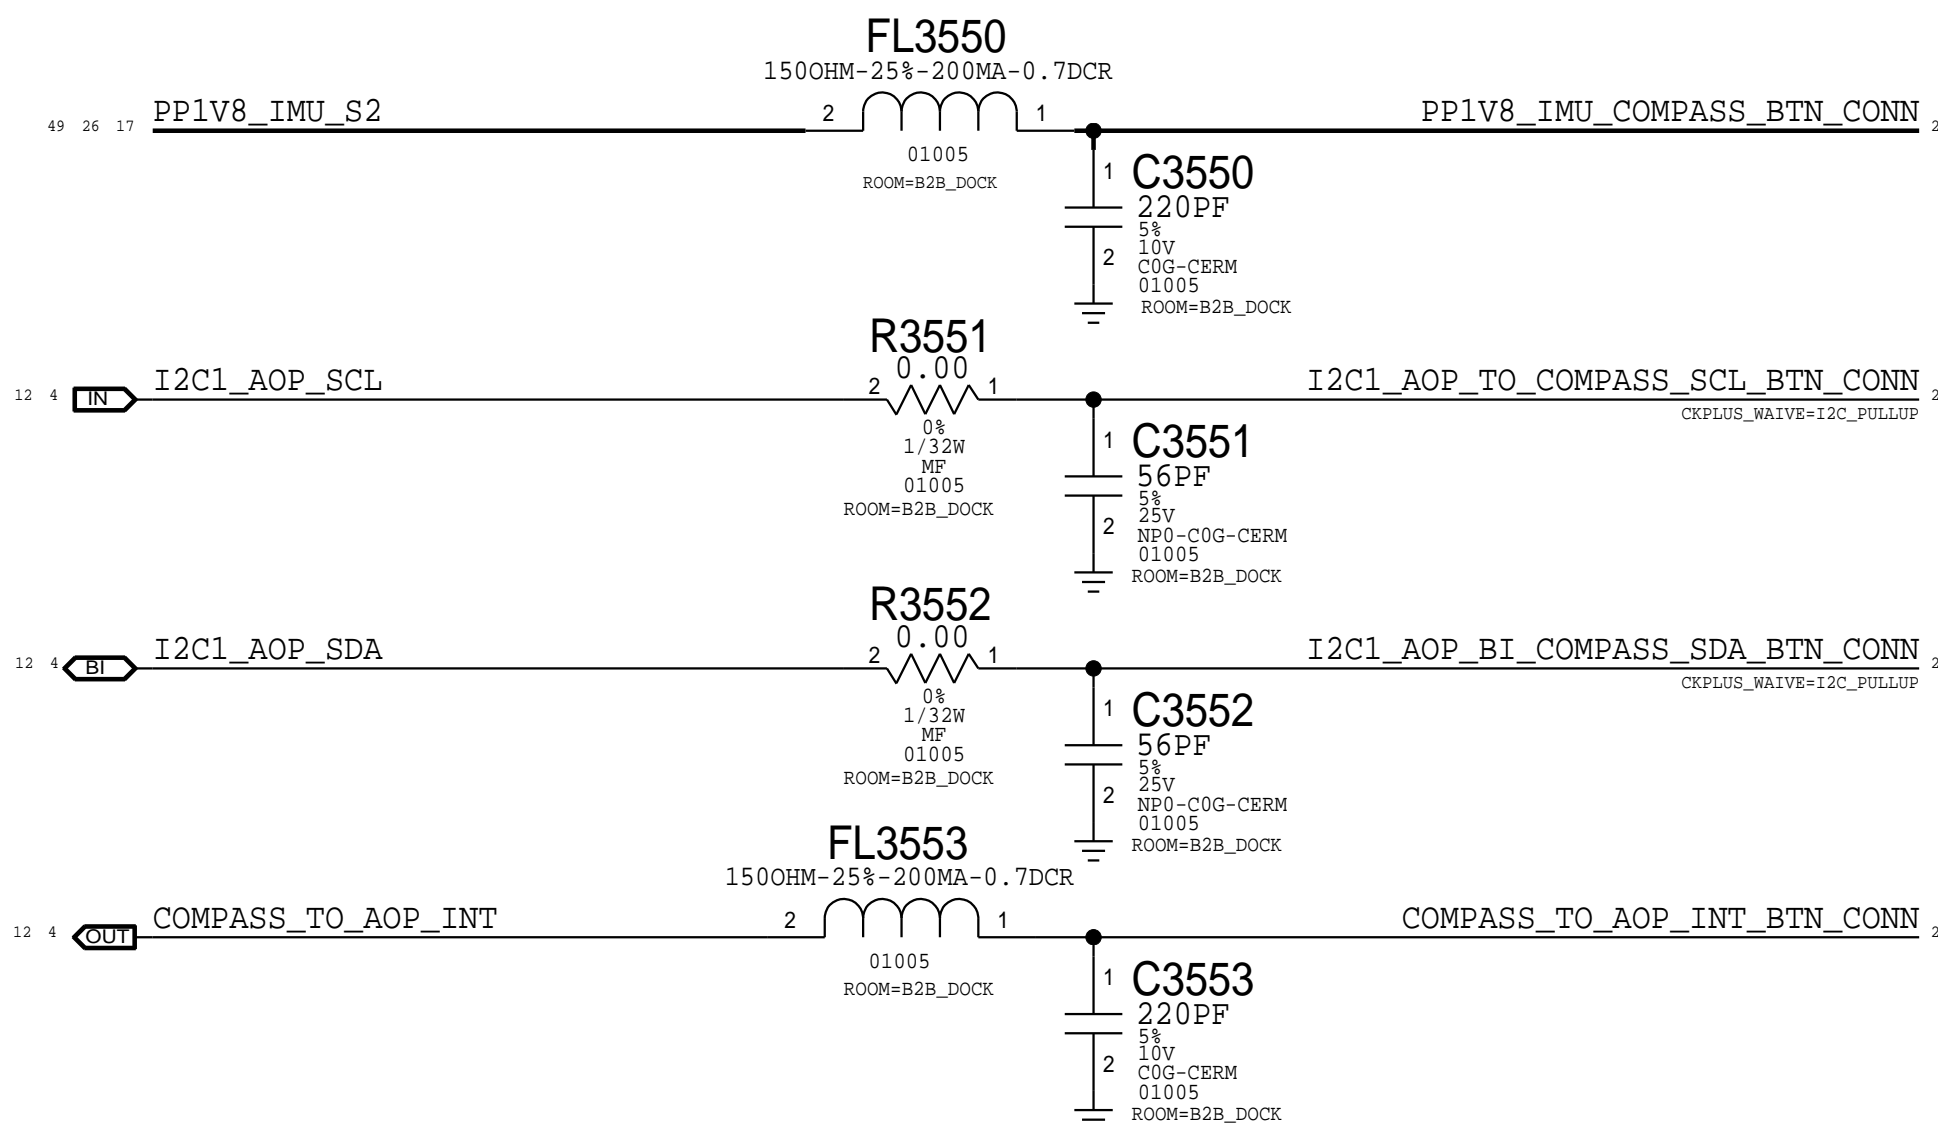 FL3550
150OHM-25%-200MA-0.7DCR
49 26 17 PP1V8_IMU_S2 2 1 PP1V8_IMU_COMPASS_BTN_CONN 2
01005
ROOM=B2B_DOCK
1 C3550
220PF
5%
10V
2 C0G-CERM
01005
ROOM=B2B_DOCK
R3551
0.00
12 4 IN I2C1_AOP_SCL 2 1 I2C1_AOP_TO_COMPASS_SCL_BTN_CONN 2
CKPLUS_WAIVE=I2C_PULLUP
0%
1/32W
MF
01005
ROOM=B2B_DOCK
1 C3551
56PF
5%
25V
2 NP0-C0G-CERM
01005
ROOM=B2B_DOCK
R3552
0.00
12 4 BI I2C1_AOP_SDA 2 1 I2C1_AOP_BI_COMPASS_SDA_BTN_CONN 2
CKPLUS_WAIVE=I2C_PULLUP
0%
1/32W
MF
01005
ROOM=B2B_DOCK
1 C3552
56PF
5%
25V
2 NP0-C0G-CERM
01005
ROOM=B2B_DOCK
FL3553
150OHM-25%-200MA-0.7DCR
12 4 OUT COMPASS_TO_AOP_INT 2 1 COMPASS_TO_AOP_INT_BTN_CONN 2
01005
ROOM=B2B_DOCK
1 C3553
220PF
5%
10V
2 C0G-CERM
01005
ROOM=B2B_DOCK